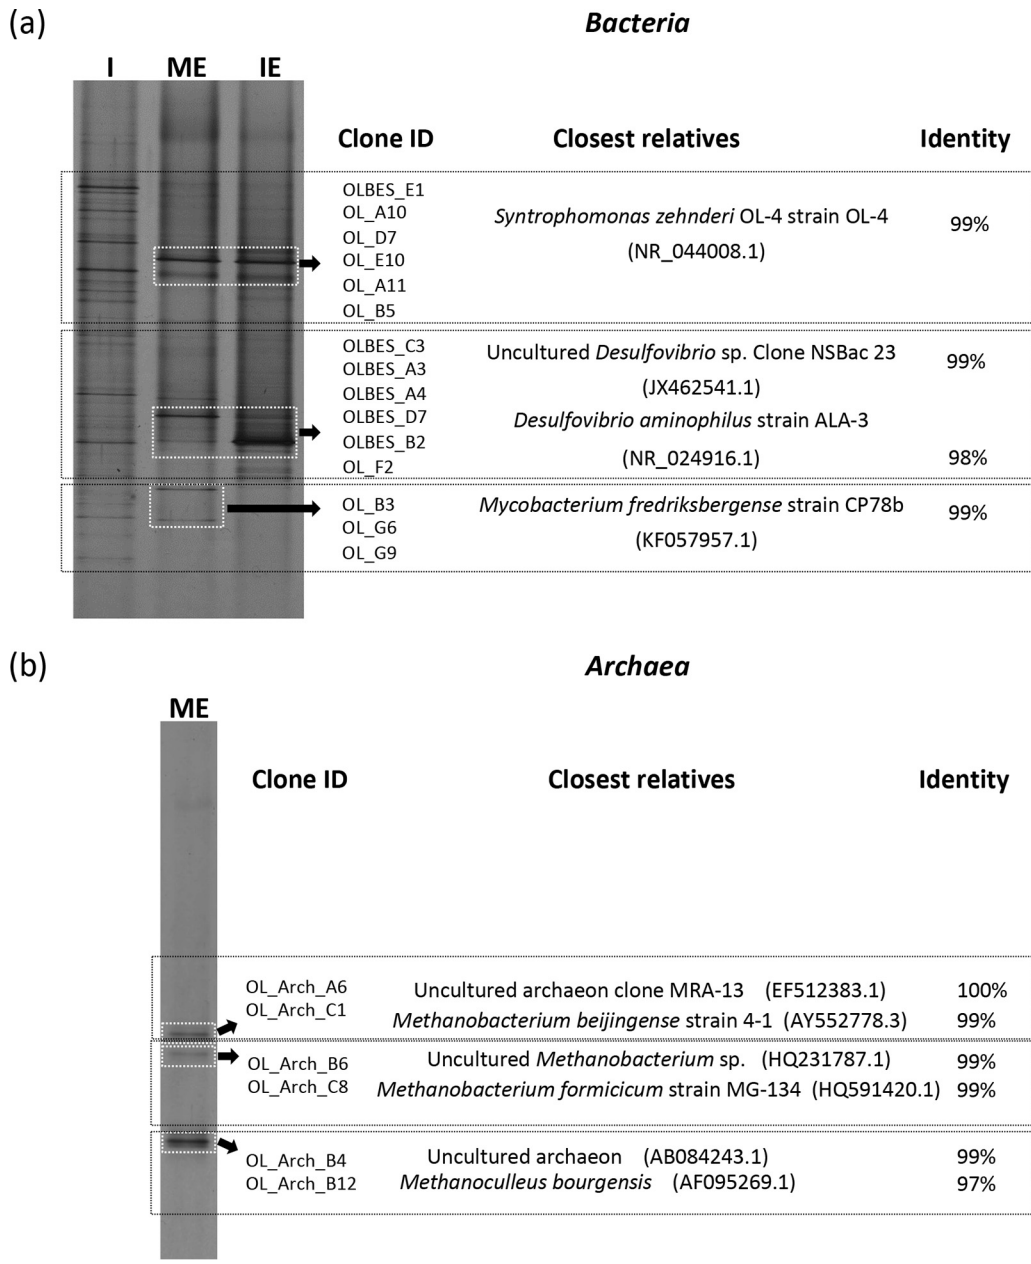 (a)
Bacteria
I ME IE
Clone ID Closest relatives Identity
OLBES_E1
OL_A10
OL_D7
OL_E10
OL_A11
OL_B5
Syntrophomonas zehnderi OL-4 strain OL-4
(NR_044008.1)
99%
OLBES_C3
OLBES_A3
OLBES_A4
OLBES_D7
OLBES_B2
OL_F2
Uncultured Desulfovibrio sp. Clone NSBac 23
(JX462541.1)
99%
Desulfovibrio aminophilus strain ALA-3
(NR_024916.1)
98%
OL_B3
OL_G6
OL_G9
Mycobacterium fredriksbergense strain CP78b
(KF057957.1)
99%
(b)
Archaea
ME
Clone ID Closest relatives Identity
OL_Arch_A6
OL_Arch_C1
Uncultured archaeon clone MRA-13 (EF512383.1) 100%
Methanobacterium beijingense strain 4-1 (AY552778.3) 99%
OL_Arch_B6
OL_Arch_C8
Uncultured Methanobacterium sp. (HQ231787.1) 99%
Methanobacterium formicicum strain MG-134 (HQ591420.1) 99%
OL_Arch_B4
OL_Arch_B12
Uncultured archaeon (AB084243.1) 99%
Methanoculleus bourgensis (AF095269.1) 97%